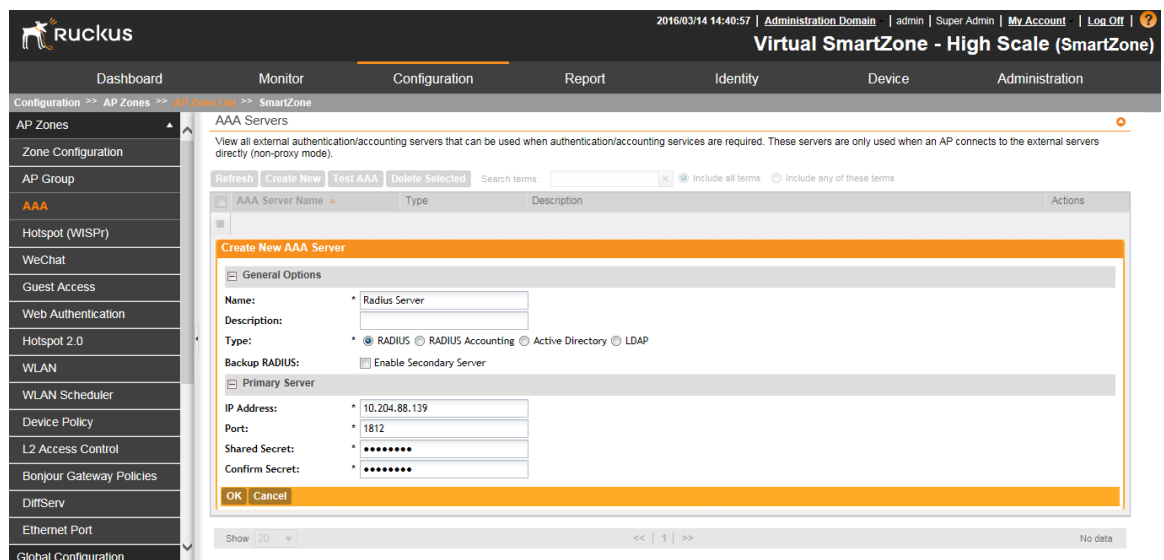 Ruckus
2016/03/14 14:40:57 | Administration Domain | admin | Super Admin | My Account | Log Off | ?
Virtual SmartZone - High Scale (SmartZone)
Dashboard Monitor Configuration Report Identity Device Administration
Configuration >> AP Zones >> AP Zone List >> SmartZone
AP Zones
Zone Configuration
AP Group
AAA
Hotspot (WISPr)
WeChat
Guest Access
Web Authentication
Hotspot 2.0
WLAN
WLAN Scheduler
Device Policy
L2 Access Control
Bonjour Gateway Policies
DiffServ
Ethernet Port
Global Configuration
AAA Servers
View all external authentication/accounting servers that can be used when authentication/accounting services are required. These servers are only used when an AP connects to the external servers
directly (non-proxy mode).
Refresh Create New Test AAA Delete Selected Search terms: x Include all terms Include any of these terms
AAA Server Name Type Description Actions
Create New AAA Server
General Options
Name: * Radius Server
Description:
Type: * RADIUS RADIUS Accounting Active Directory LDAP
Backup RADIUS: Enable Secondary Server
Primary Server
IP Address: * 10.204.88.139
Port: * 1812
Shared Secret: * ••••••••
Confirm Secret: * ••••••••
OK Cancel
Show 20 << | 1 | >> No data